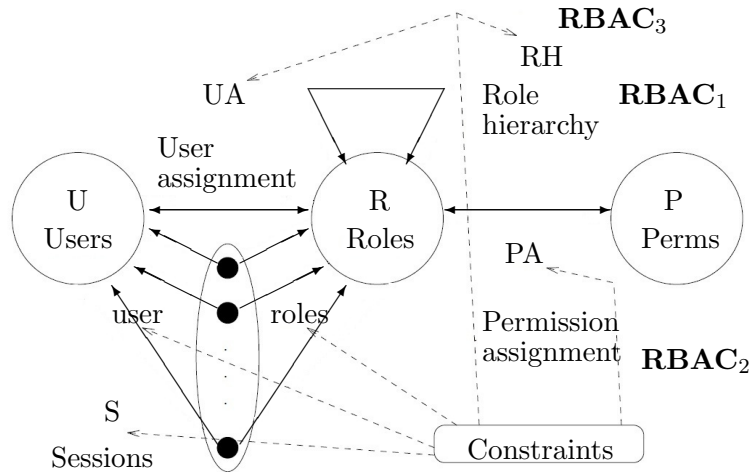 RBAC₃
RH
UA
Role
hierarchy
RBAC₁
User
assignment
U
Users
R
Roles
P
Perms
PA
user
roles
Permission
assignment
RBAC₂
S
Sessions
Constraints